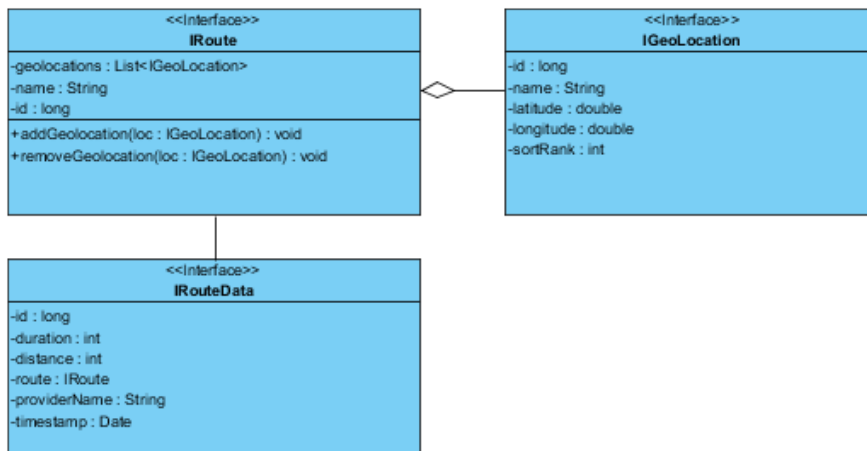 <<Interface>>
IRoute
-geolocations : List<IGeoLocation>
-name : String
-id : long
+addGeolocation(loc : IGeoLocation) : void
+removeGeolocation(loc : IGeoLocation) : void
<<Interface>>
IGeoLocation
-id : long
-name : String
-latitude : double
-longitude : double
-sortRank : int
<<Interface>>
IRouteData
-id : long
-duration : int
-distance : int
-route : IRoute
-providerName : String
-timestamp : Date